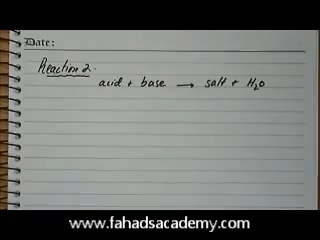 Date:
Reaction 2.
acid + base → salt + H₂O
www.fahadsacademy.com